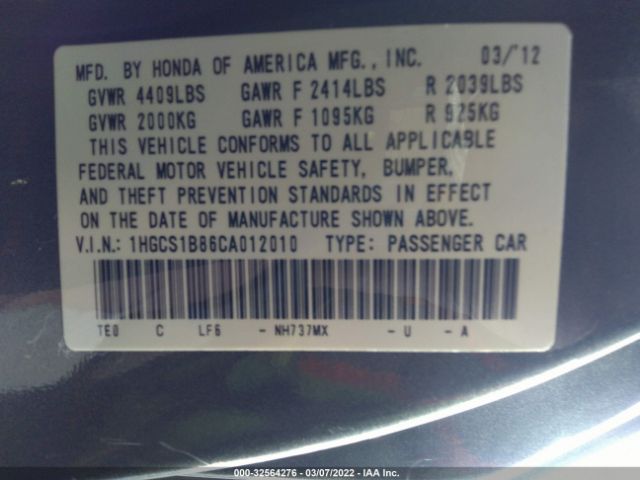 MFD. BY HONDA OF AMERICA MFG., INC. 03/'12
GVWR 4409LBS GAWR F 2414LBS R 2039LBS
GVWR 2000KG GAWR F 1095KG R 925KG
THIS VEHICLE CONFORMS TO ALL APPLICABLE
FEDERAL MOTOR VEHICLE SAFETY, BUMPER,
AND THEFT PREVENTION STANDARDS IN EFFECT
ON THE DATE OF MANUFACTURE SHOWN ABOVE.
V.I.N.: 1HGCS1B86CA012010 TYPE: PASSENGER CAR
TE0 C LF6 - NH737MX - U - A
000-32564276 - 03/07/2022 - IAA Inc.